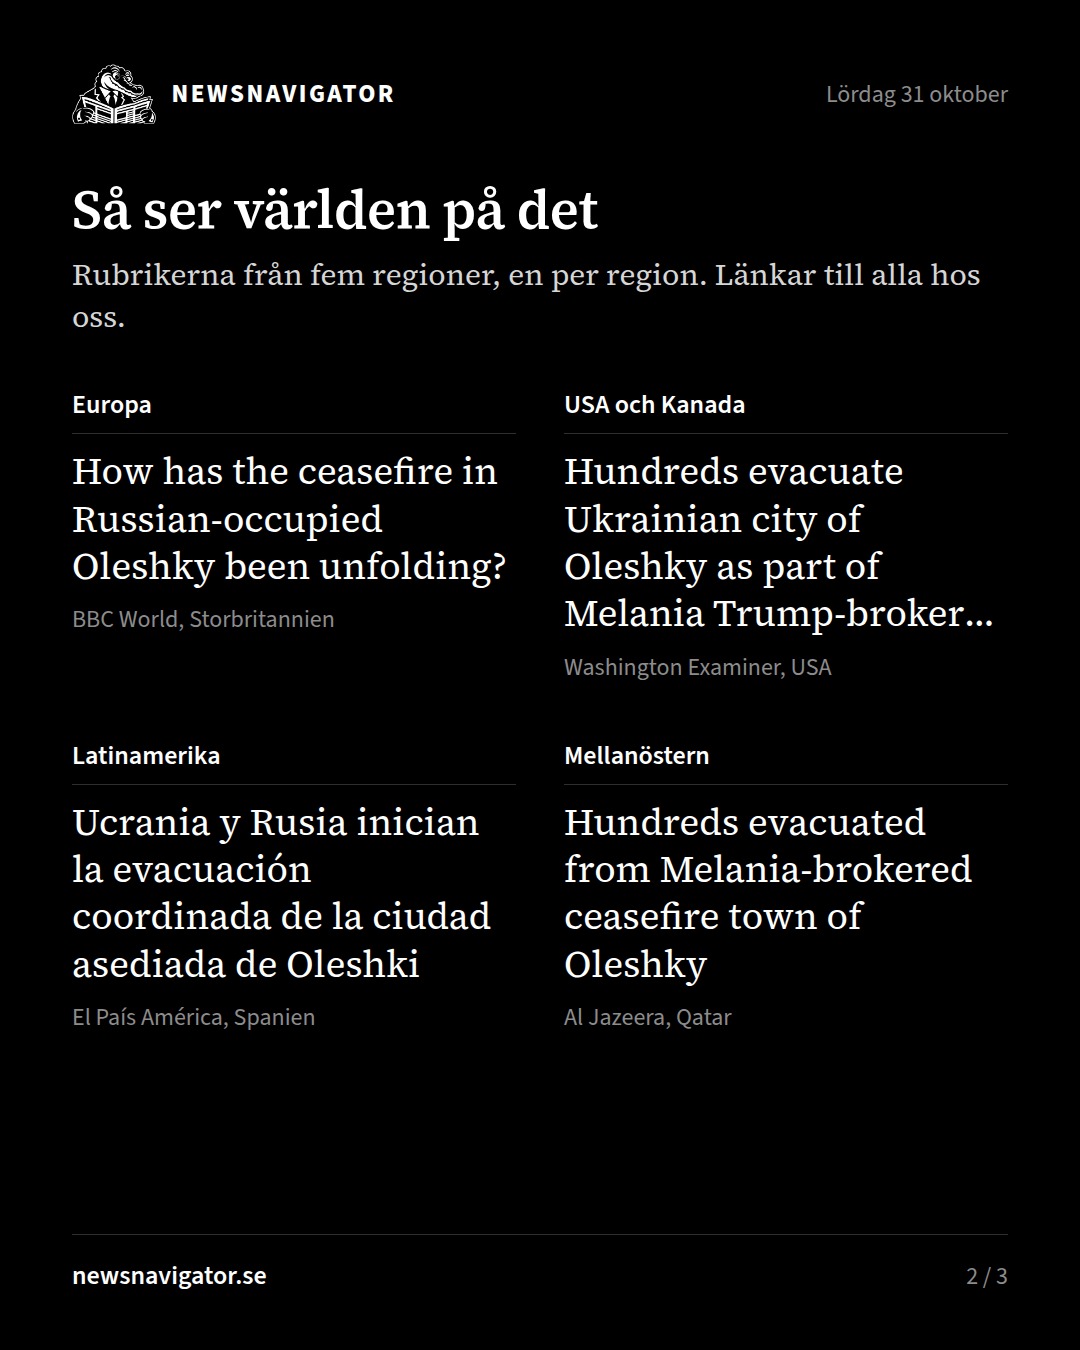 NEWSNAVIGATOR
Lördag 31 oktober
Så ser världen på det
Rubrikerna från fem regioner, en per region. Länkar till alla hos
oss.
Europa
How has the ceasefire in
Russian-occupied
Oleshky been unfolding?
BBC World, Storbritannien
USA och Kanada
Hundreds evacuate
Ukrainian city of
Oleshky as part of
Melania Trump-broker...
Washington Examiner, USA
Latinamerika
Ucrania y Rusia inician
la evacuación
coordinada de la ciudad
asediada de Oleshki
El País América, Spanien
Mellanöstern
Hundreds evacuated
from Melania-brokered
ceasefire town of
Oleshky
Al Jazeera, Qatar
newsnavigator.se
2 / 3